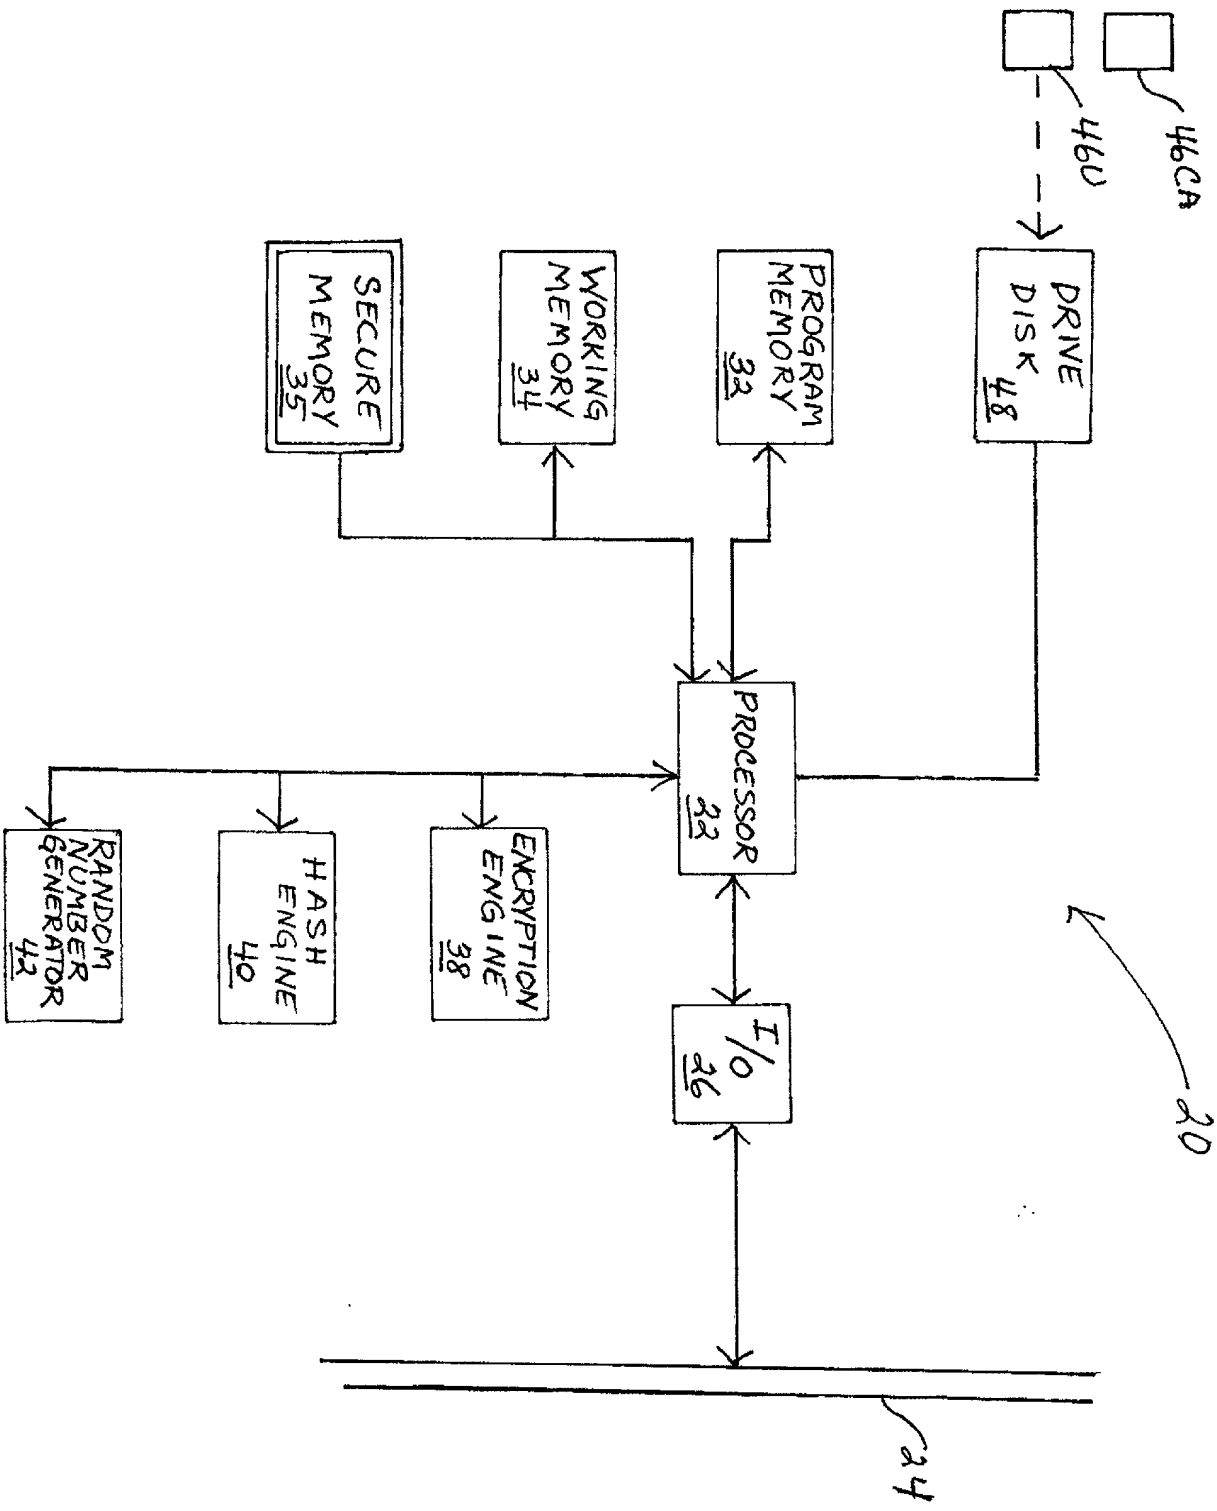 46CA
20
46U
DRIVE
DISK
48
24
PROGRAM
MEMORY
32
PROCESSOR
22
I/O
26
WORKING
MEMORY
34
ENCRYPTION
ENGINE
38
SECURE
MEMORY
35
HASH
ENGINE
40
RANDOM
NUMBER
GENERATOR
42